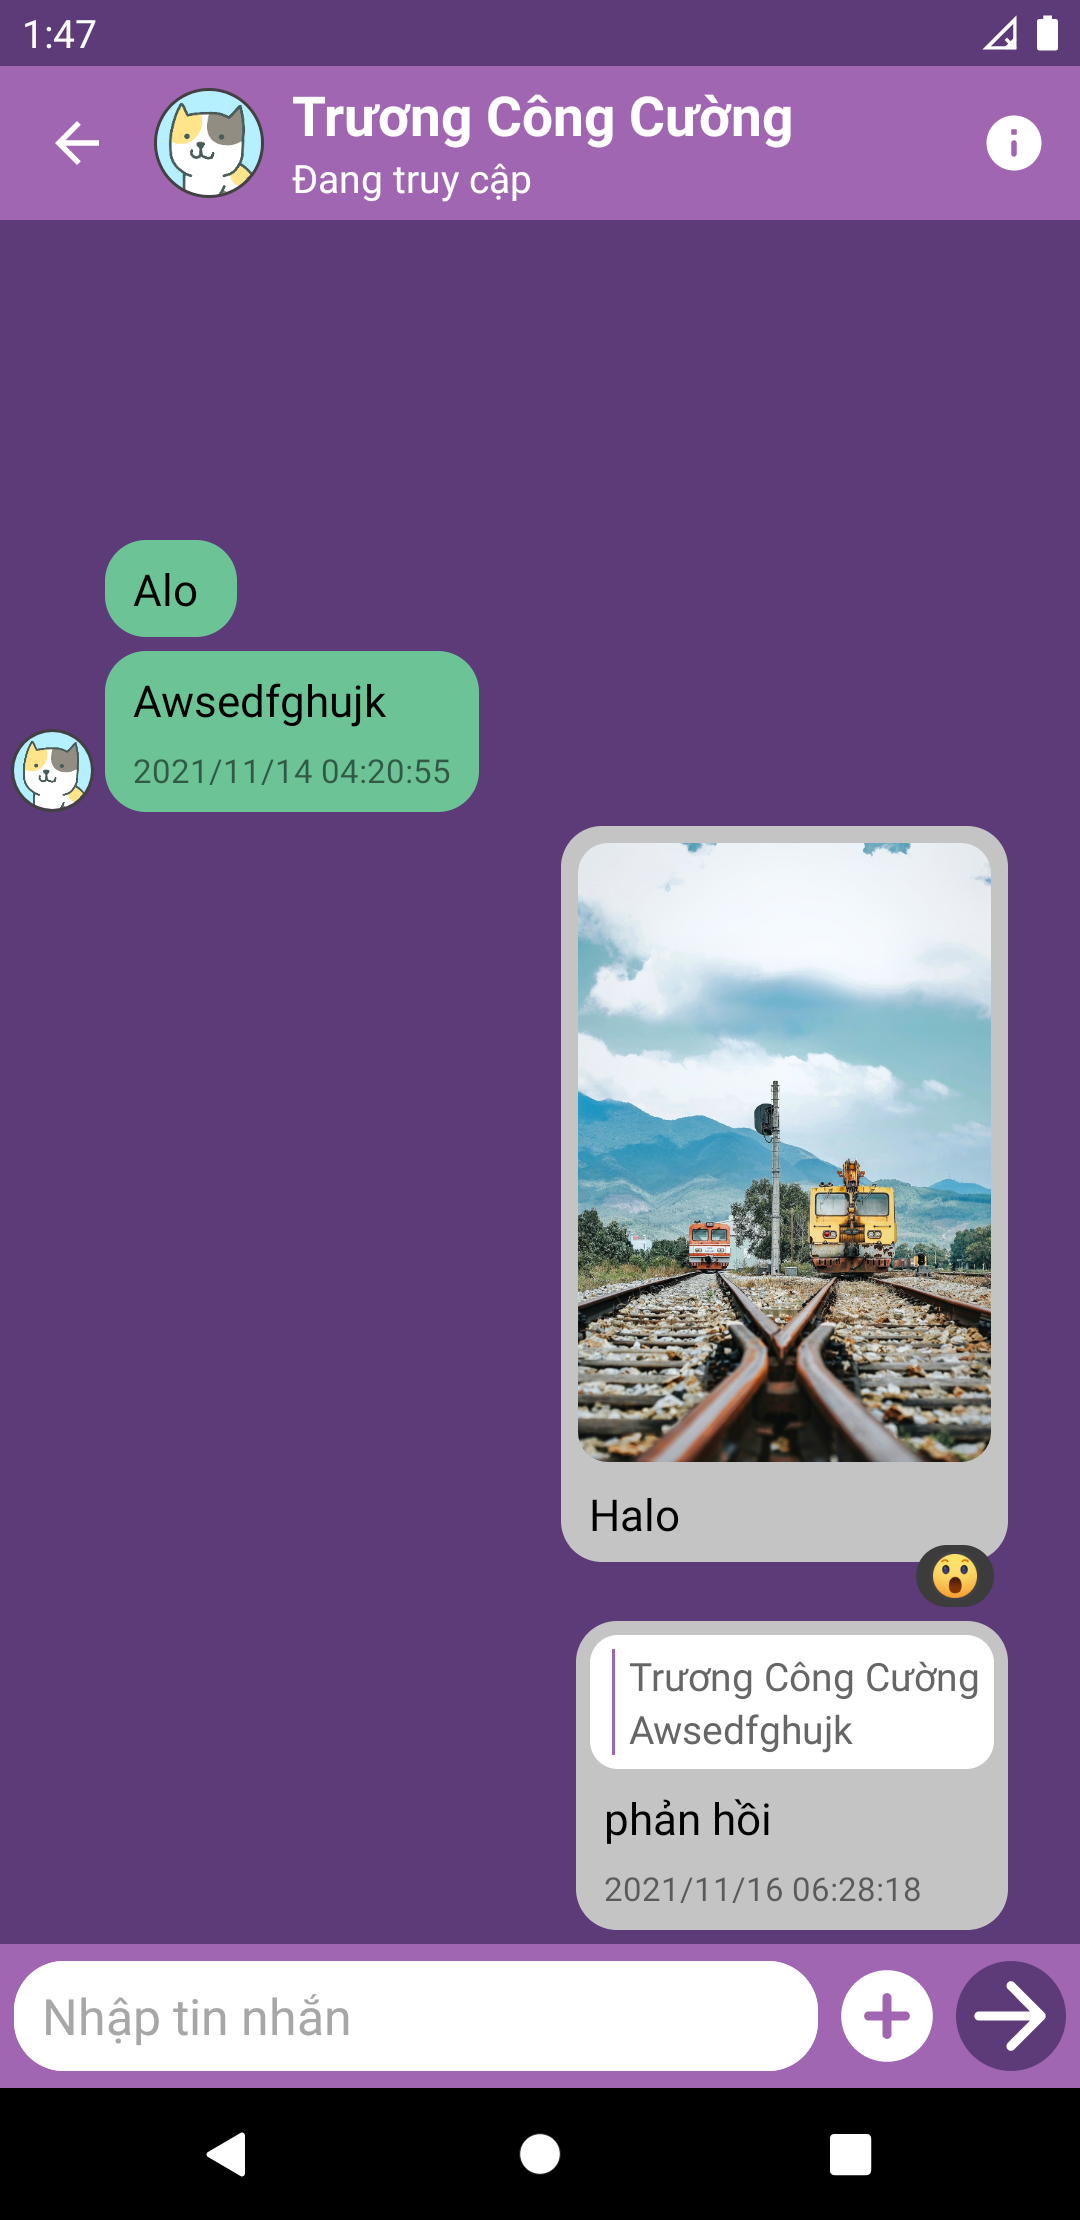 1:47
Trương Công Cường
Đang truy cập
Alo
Awsedfghujk
2021/11/14 04:20:55
Halo
Trương Công Cường
Awsedfghujk
phản hồi
2021/11/16 06:28:18
Nhập tin nhắn